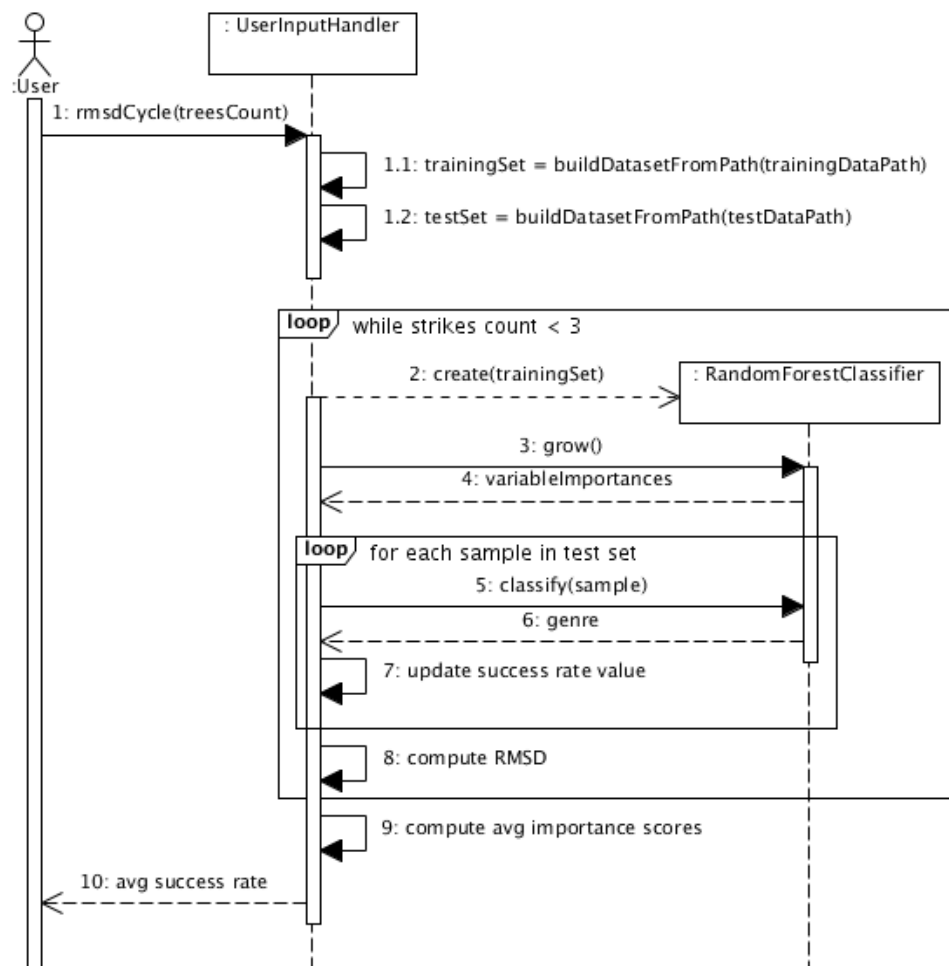 : UserInputHandler
:User
1: rmsdCycle(treesCount)
1.1: trainingSet = buildDatasetFromPath(trainingDataPath)
1.2: testSet = buildDatasetFromPath(testDataPath)
loop while strikes count < 3
2: create(trainingSet)
: RandomForestClassifier
3: grow()
4: variableImportances
loop for each sample in test set
5: classify(sample)
6: genre
7: update success rate value
8: compute RMSD
9: compute avg importance scores
10: avg success rate